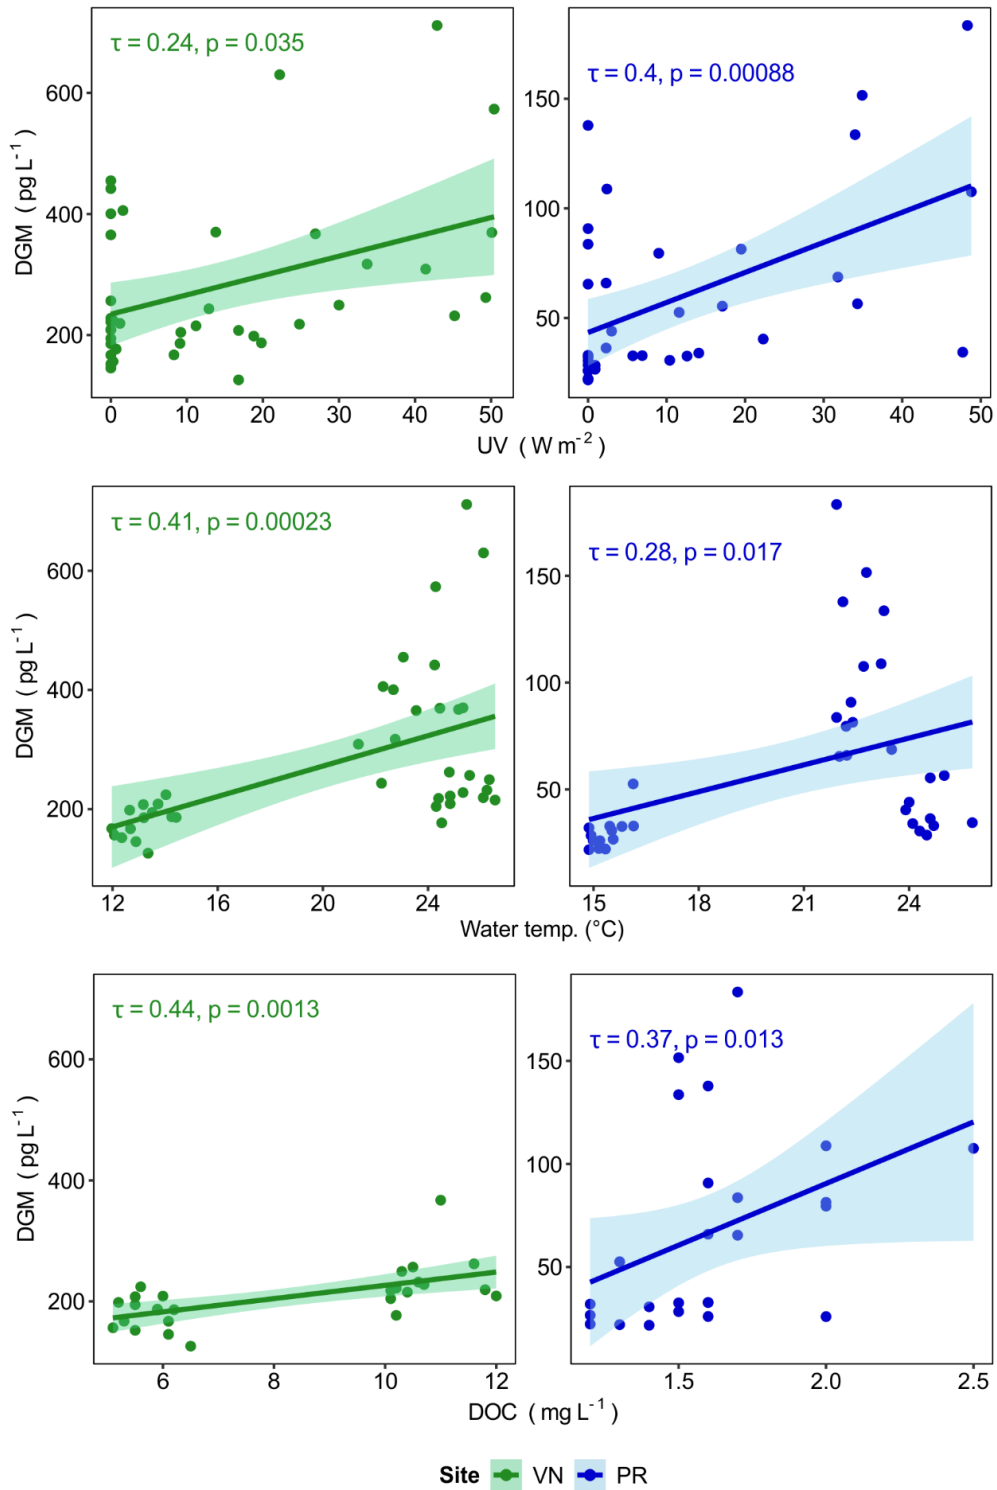 τ = 0.24, p = 0.035
τ = 0.4, p = 0.00088
DGM ( pg L⁻¹ )
600
400
200
150
100
50
0 10 20 30 40 50
0 10 20 30 40 50
UV ( W m⁻² )
τ = 0.41, p = 0.00023
τ = 0.28, p = 0.017
DGM ( pg L⁻¹ )
600
400
200
150
100
50
12 16 20 24
15 18 21 24
Water temp. (°C)
τ = 0.44, p = 0.0013
τ = 0.37, p = 0.013
DGM ( pg L⁻¹ )
600
400
200
150
100
50
6 8 10 12
1.5 2.0 2.5
DOC ( mg L⁻¹ )
Site VN PR